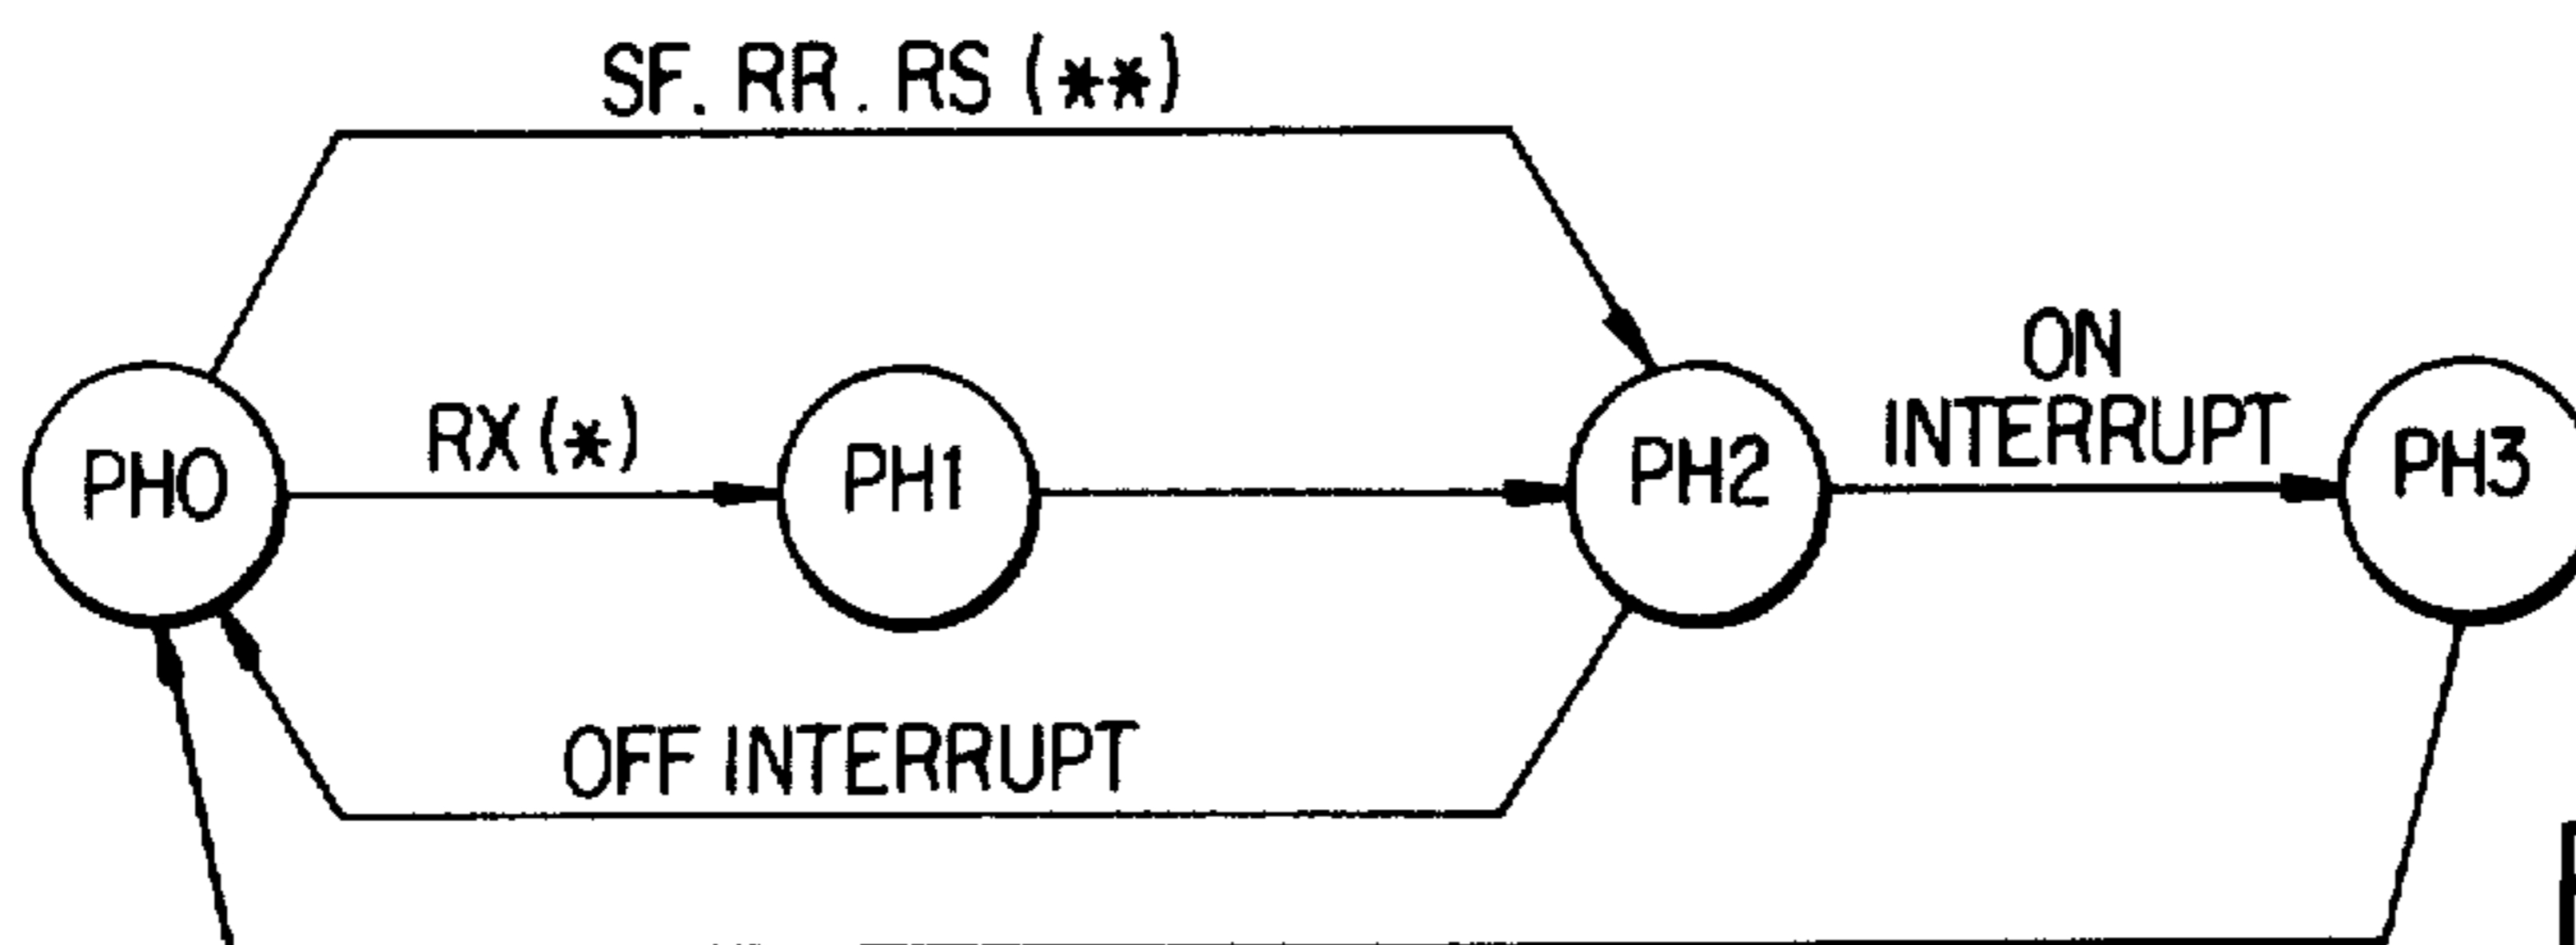 SF. RR. RS (**)
ON
INTERRUPT
RX (*)
PH0
PH1
PH2
PH3
OFF INTERRUPT